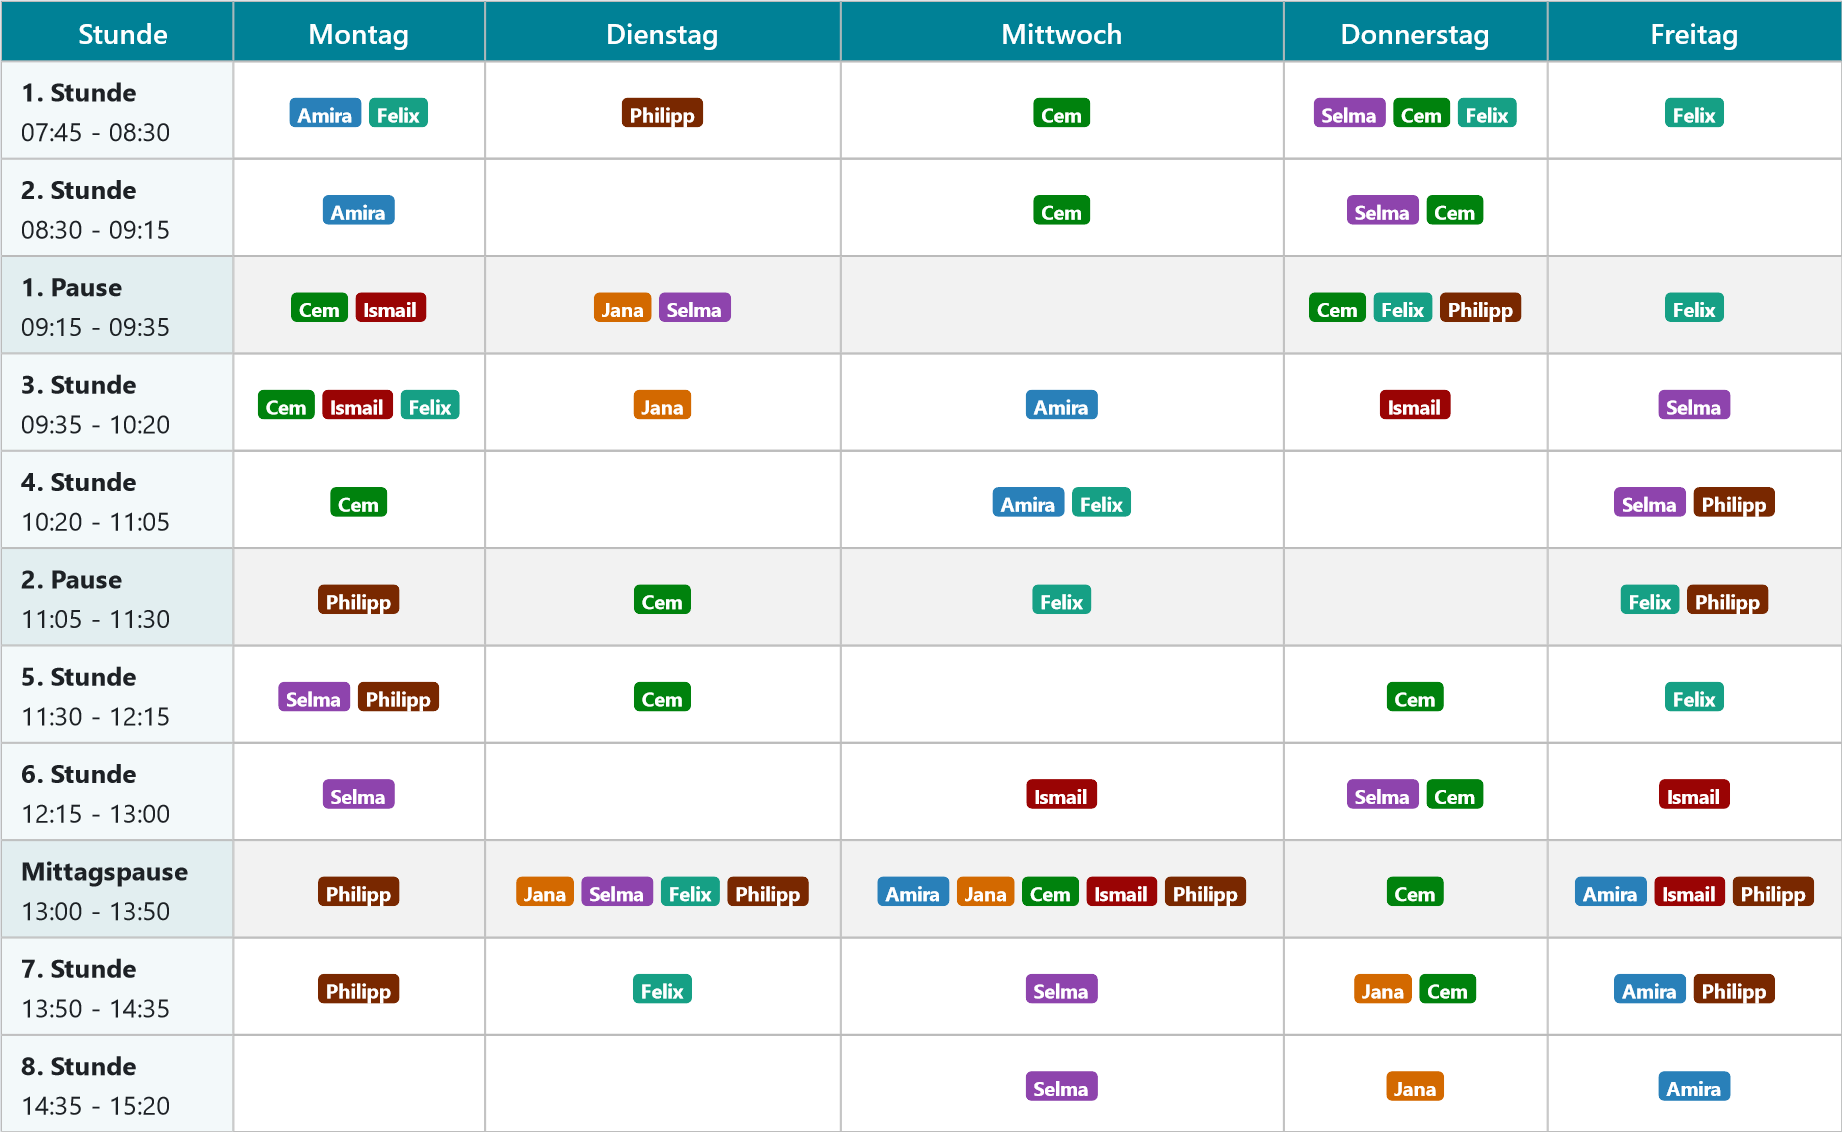 Stunde Montag Dienstag Mittwoch Donnerstag Freitag
1. Stunde
07:45 - 08:30
Amira Felix
Philipp
Cem
Selma Cem Felix
Felix
2. Stunde
08:30 - 09:15
Amira
Cem
Selma Cem
1. Pause
09:15 - 09:35
Cem Ismail
Jana Selma
Cem Felix Philipp
Felix
3. Stunde
09:35 - 10:20
Cem Ismail Felix
Jana
Amira
Ismail
Selma
4. Stunde
10:20 - 11:05
Cem
Amira Felix
Selma Philipp
2. Pause
11:05 - 11:30
Philipp
Cem
Felix
Felix Philipp
5. Stunde
11:30 - 12:15
Selma Philipp
Cem
Cem
Felix
6. Stunde
12:15 - 13:00
Selma
Ismail
Selma Cem
Ismail
Mittagspause
13:00 - 13:50
Philipp
Jana Selma Felix Philipp
Amira Jana Cem Ismail Philipp
Cem
Amira Ismail Philipp
7. Stunde
13:50 - 14:35
Philipp
Felix
Selma
Jana Cem
Amira Philipp
8. Stunde
14:35 - 15:20
Selma
Jana
Amira